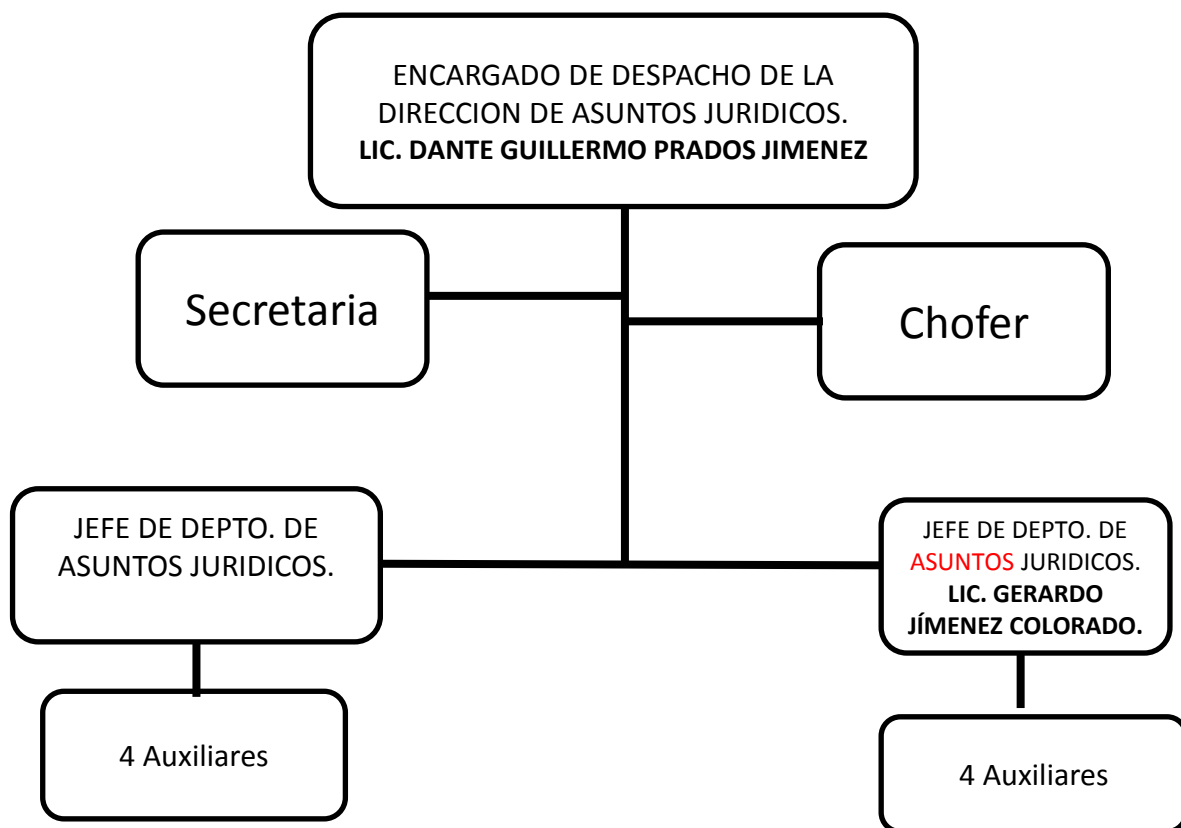 ENCARGADO DE DESPACHO DE LA
DIRECCION DE ASUNTOS JURIDICOS.
LIC. DANTE GUILLERMO PRADOS JIMENEZ
Secretaria
Chofer
JEFE DE DEPTO. DE
ASUNTOS JURIDICOS.
JEFE DE DEPTO. DE
ASUNTOS JURIDICOS.
LIC. GERARDO
JÍMENEZ COLORADO.
4 Auxiliares
4 Auxiliares